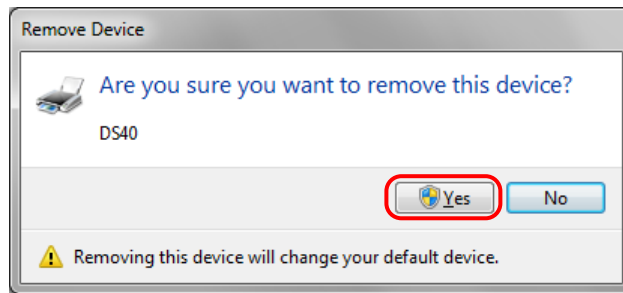 Remove Device
Are you sure you want to remove this device?
DS40
Yes No
Removing this device will change your default device.